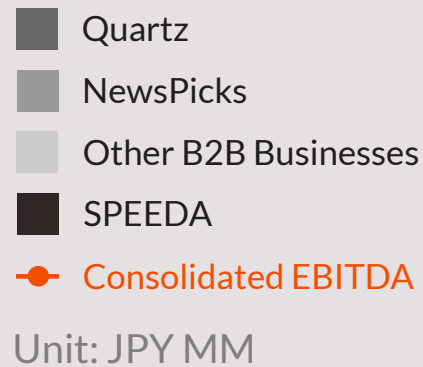 Quartz
NewsPicks
Other B2B Businesses
SPEEDA
Consolidated EBITDA
Unit: JPY MM